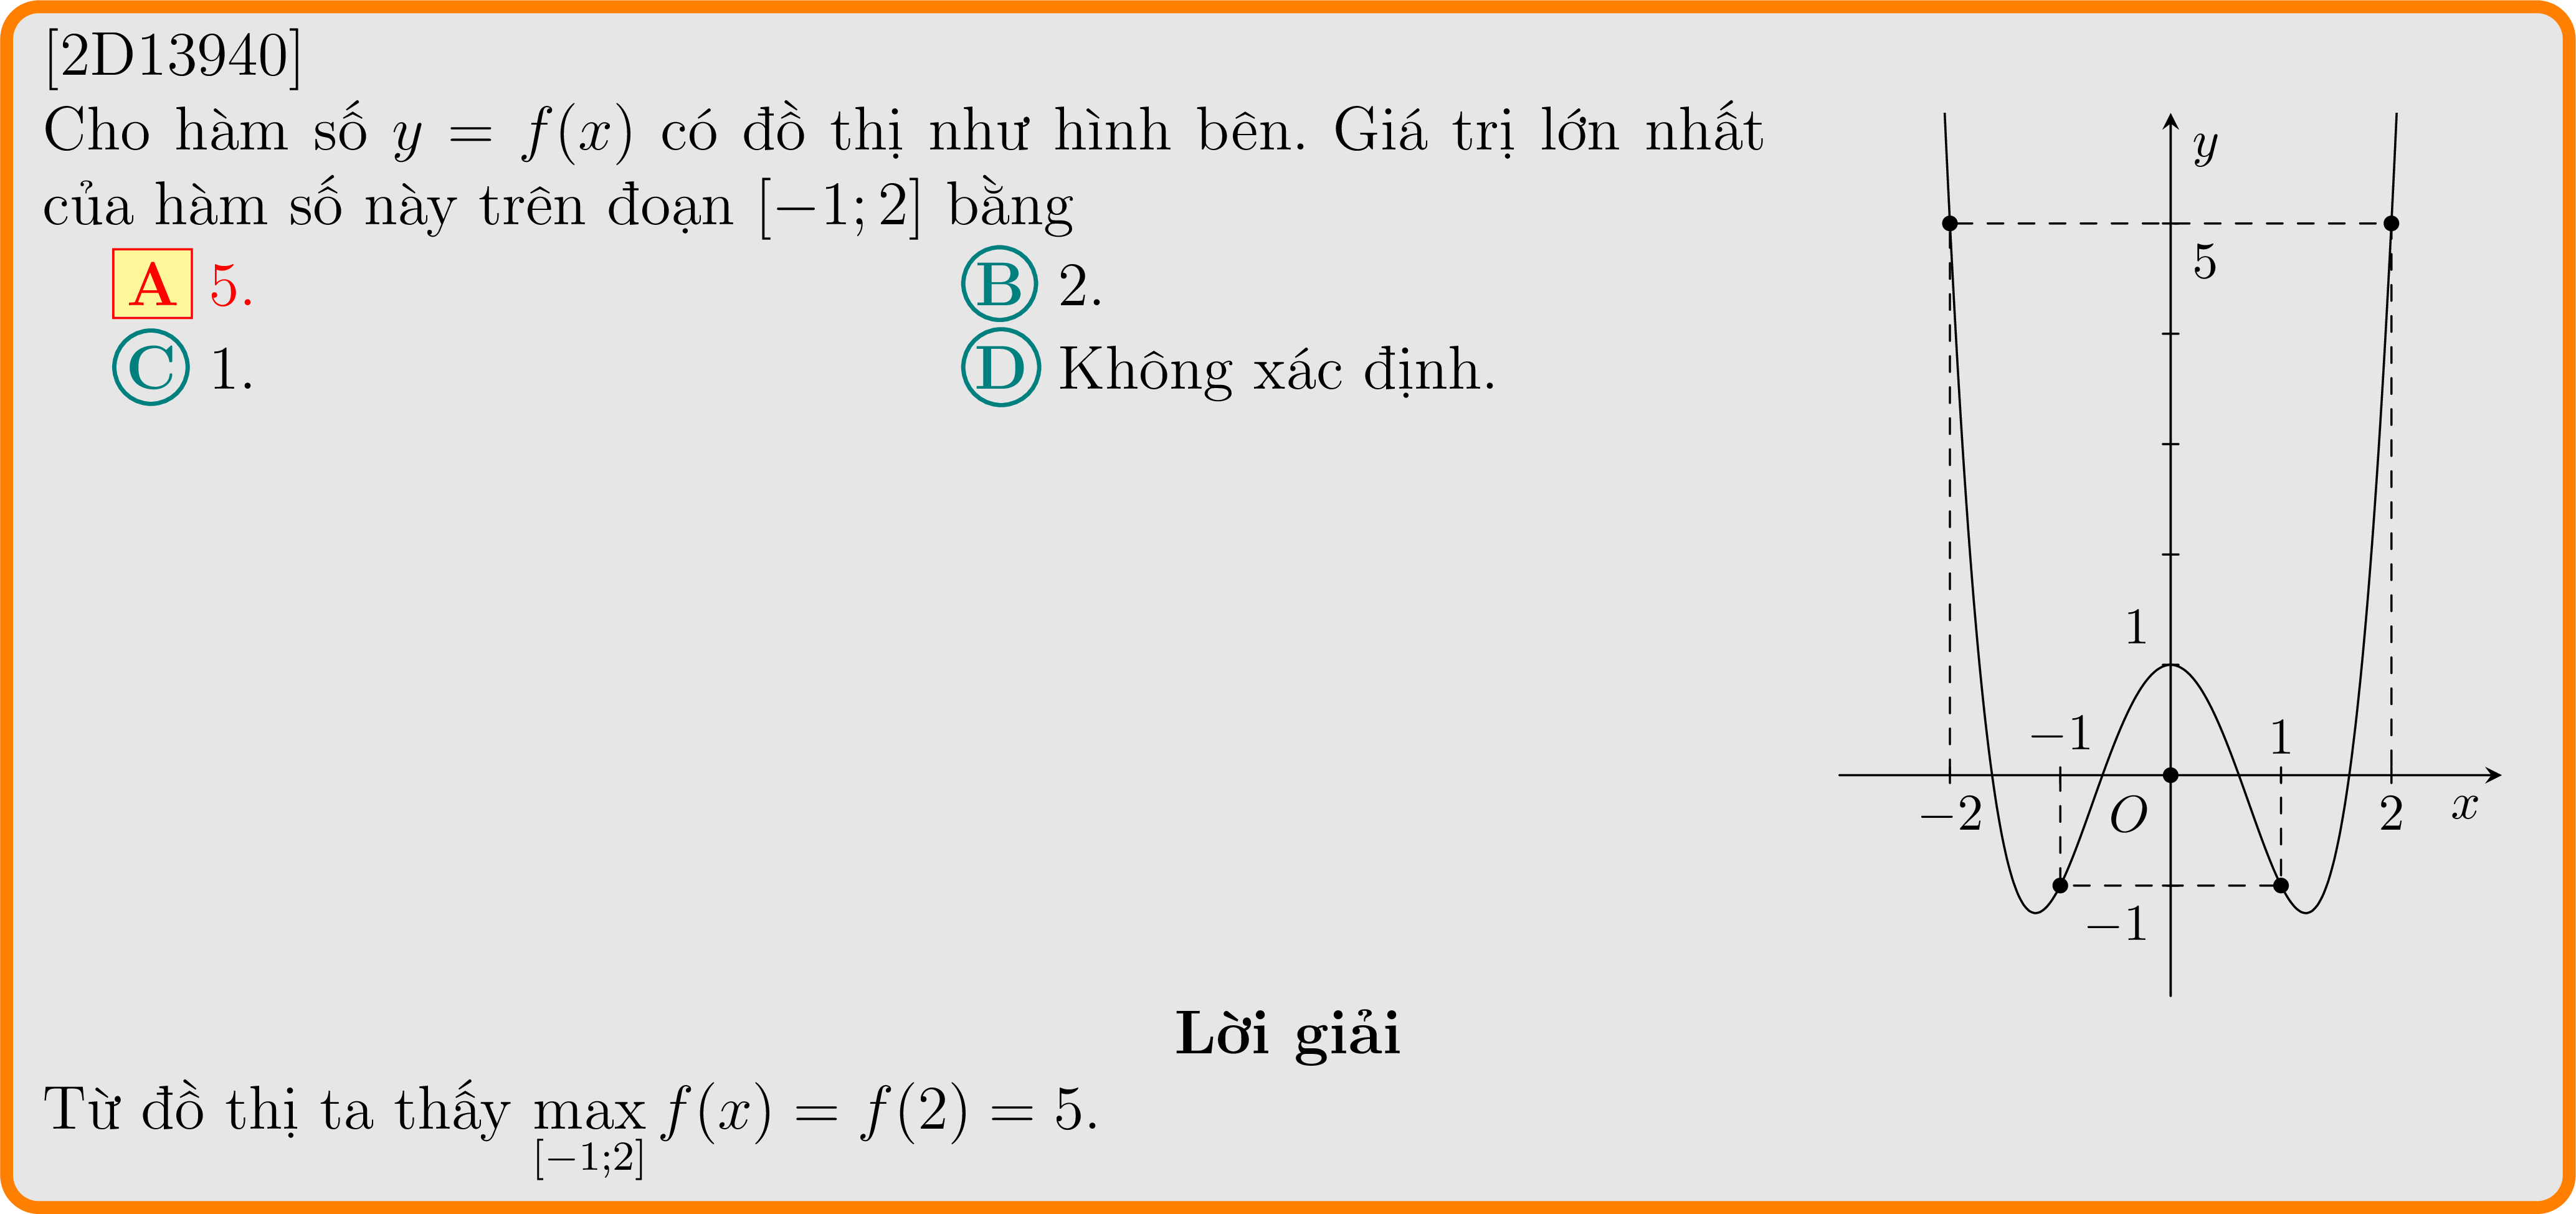 [2D13940]
Cho hàm số y = f(x) có đồ thị như hình bên. Giá trị lớn nhất
của hàm số này trên đoạn [−1; 2] bằng
A 5.
B 2.
C 1.
D Không xác định.
y
5
1
−1
1
−2
O
2
x
−1
Lời giải
Từ đồ thị ta thấy max f(x) = f(2) = 5.
[−1;2]